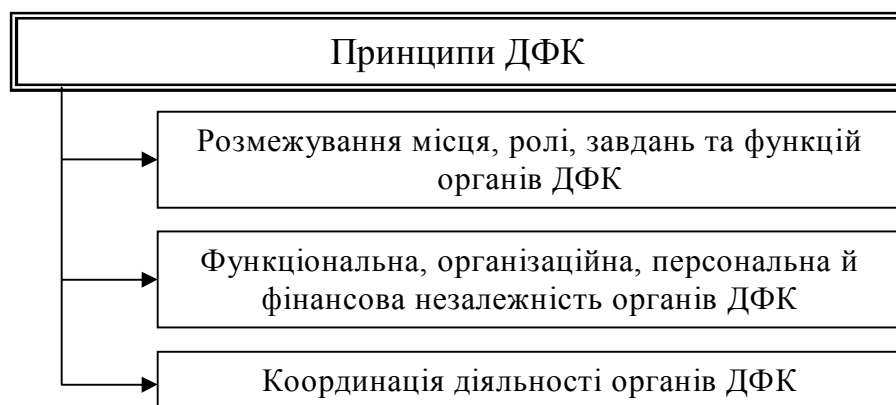 Принципи ДФК
Розмежування місця, ролі, завдань та функцій
органів ДФК
Функціональна, організаційна, персональна й
фінансова незалежність органів ДФК
Координація діяльності органів ДФК